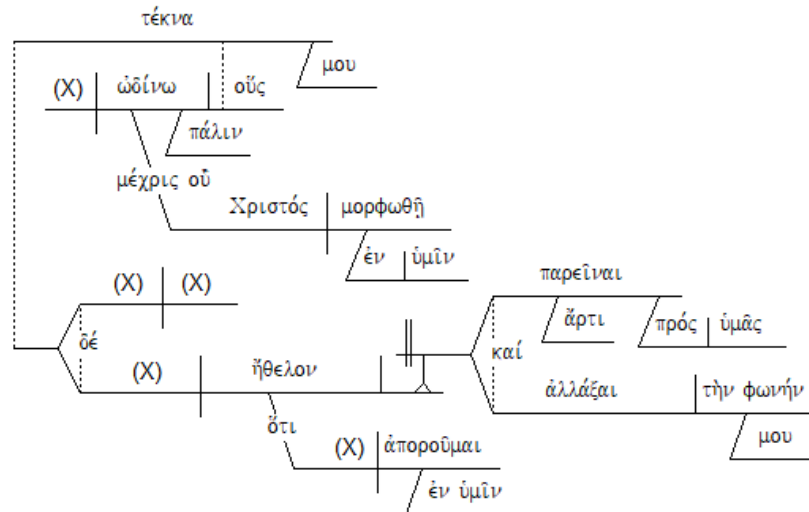 τέκνα
μου
(X) ὠδίνω οὕς
πάλιν
μέχρις οὗ
Χριστός μορφωθῇ
ἐν ὑμῖν
(X) (X)
παρεῖναι
ἄρτι
πρός ὑμᾶς
δέ
καί
(X) ἤθελον
ἀλλάξαι τὴν φωνήν
μου
ὅτι
(X) ἀποροῦμαι
ἐν ὑμῖν